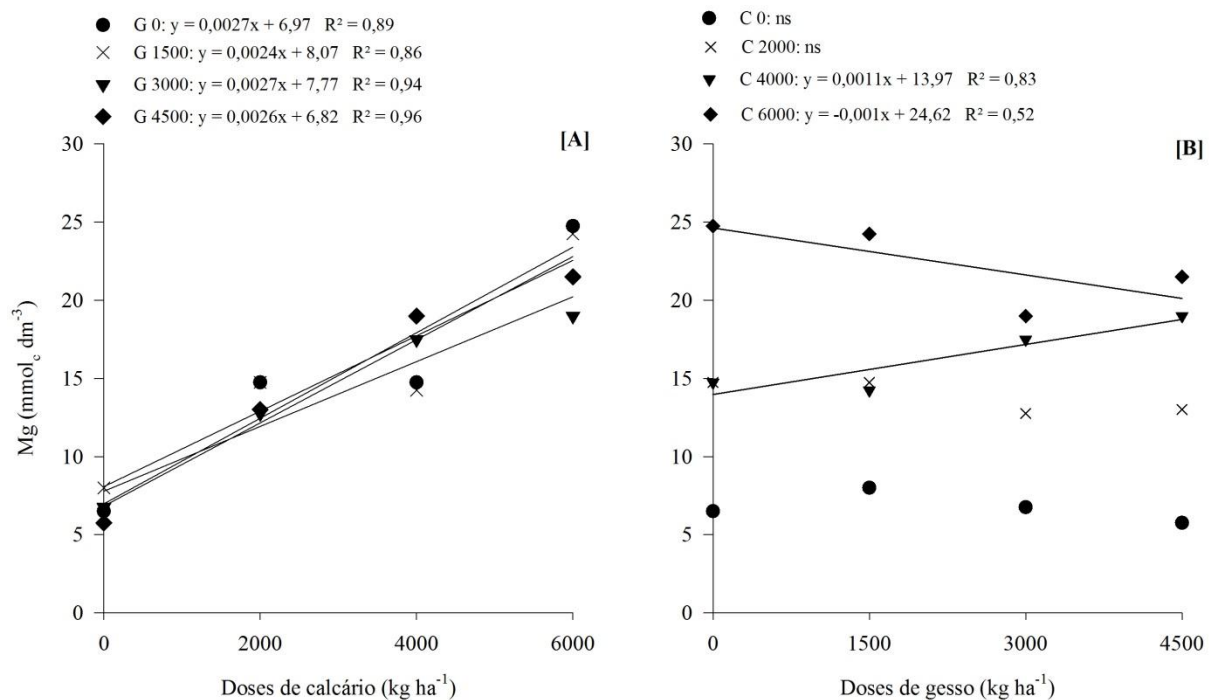 G 0: y = 0,0027x + 6,97 R² = 0,89
G 1500: y = 0,0024x + 8,07 R² = 0,86
G 3000: y = 0,0027x + 7,77 R² = 0,94
G 4500: y = 0,0026x + 6,82 R² = 0,96
C 0: ns
C 2000: ns
C 4000: y = 0,0011x + 13,97 R² = 0,83
C 6000: y = -0,001x + 24,62 R² = 0,52
[A]
[B]
Mg (mmol_c dm⁻³)
30
25
20
15
10
5
0
0 2000 4000 6000
Doses de calcário (kg ha⁻¹)
30
25
20
15
10
5
0
0 1500 3000 4500
Doses de gesso (kg ha⁻¹)